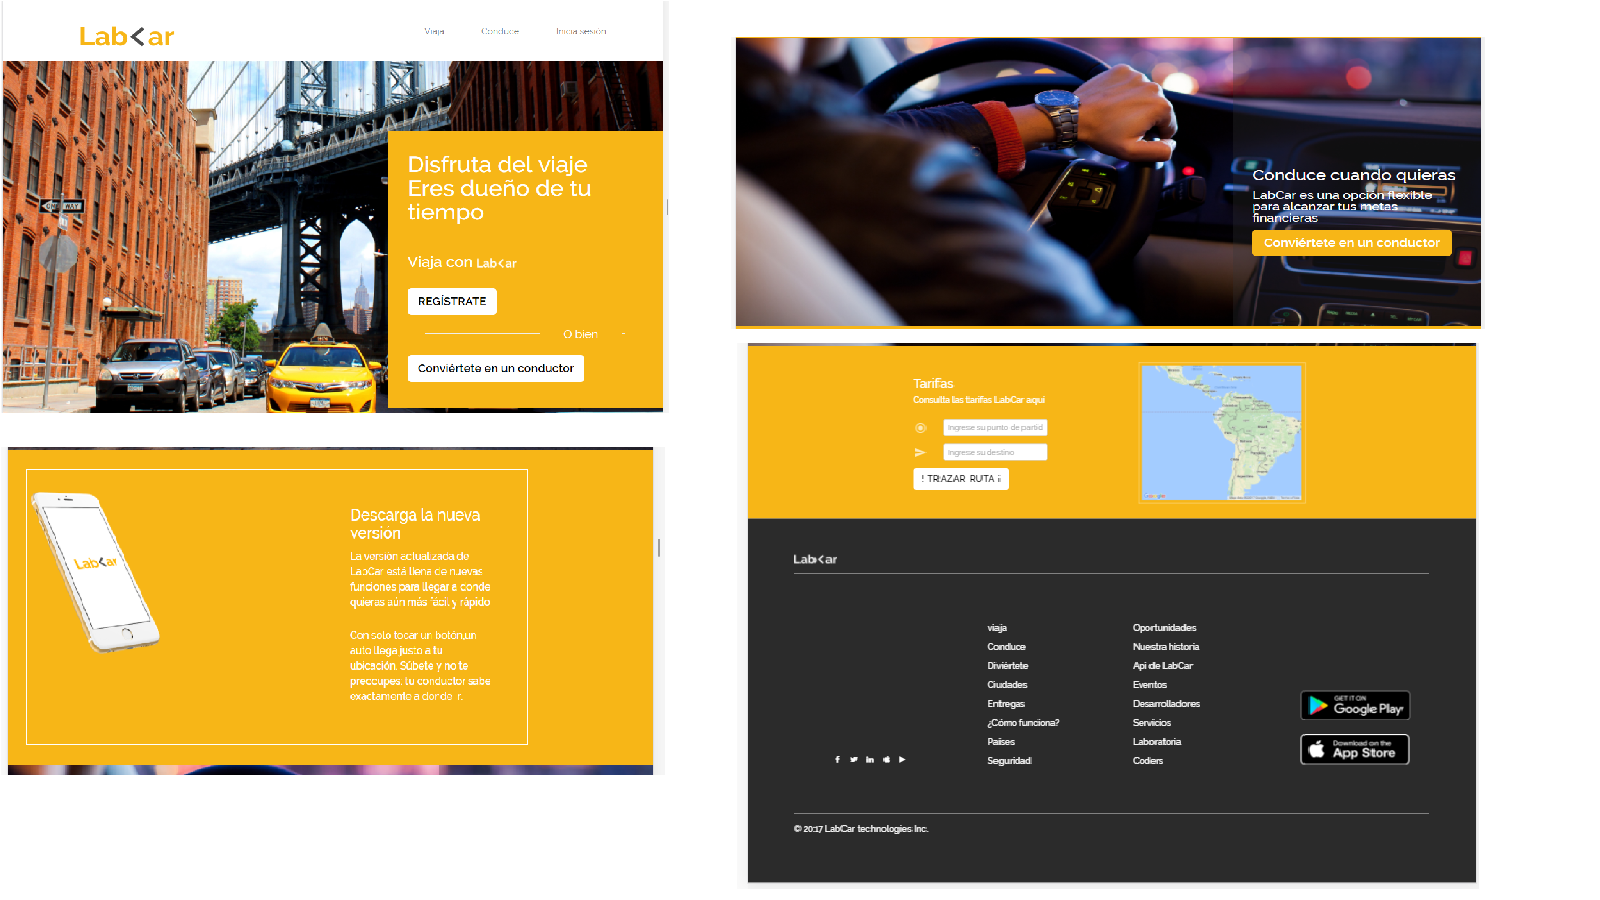 Lab<ar
Viaja
Conduce
Inicia sesión
ONE WAY
Disfruta del viaje
Eres dueño de tu
tiempo
Viaja con Lab<ar
REGÍSTRATE
O bien
Conviértete en un conductor
Descarga la nueva
versión
La versión actualizada de
LabCar está llena de nuevas
funciones para llegar a donde
quieras aún más fácil y rápido
Con solo tocar un botón,un
auto llega justo a tu
ubicación. Súbete y no te
preocupes, tu conductor sabe
exactamente a donde ir.
Lab<ar
Conduce cuando quieras
LabCar es una opción flexible
para alcanzar tus metas
financieras
Conviértete en un conductor
Tarifas
Consulta las tarifas LabCar aquí
Ingrese su punto de partid
Ingrese su destino
! TRAZAR RUTA ¡¡
Lab<ar
viaja
Conduce
Diviértete
Ciudades
Entregas
¿Cómo funciona?
Países
Seguridad
Oportunidades
Nuestra historia
Api de LabCar
Eventos
Desarrolladores
Servicios
Laboratoria
Coders
GET IT ON
Google Play
Download on the
App Store
© 2017 LabCar technologies Inc.